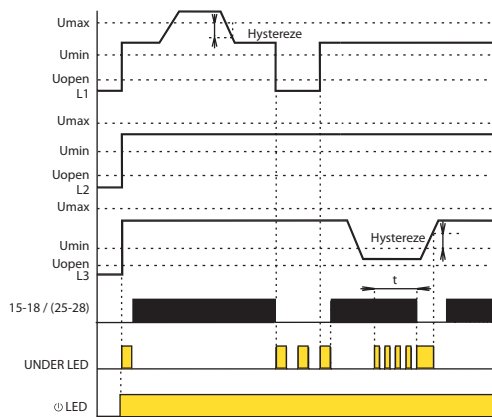 Umax
Hystereze
Umin
Uopen
L1
Umax
Umin
Uopen
L2
Umax
Hystereze
Umin
Uopen
L3
t
15-18 / (25-28)
UNDER LED
⏻ LED